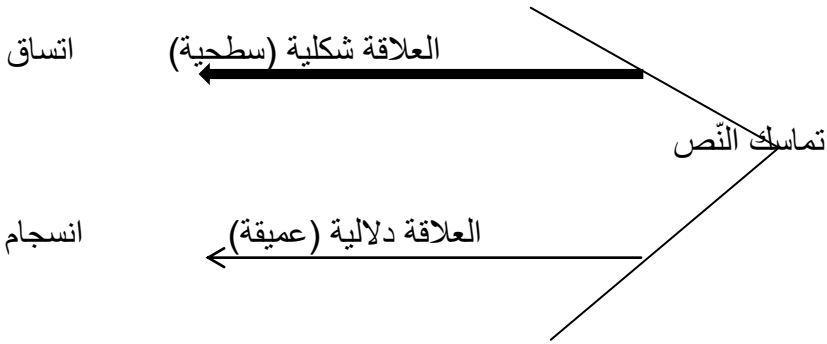 العلاقة شكلية (سطحية) اتساق
تماسك النّص
العلاقة دلالية (عميقة) انسجام